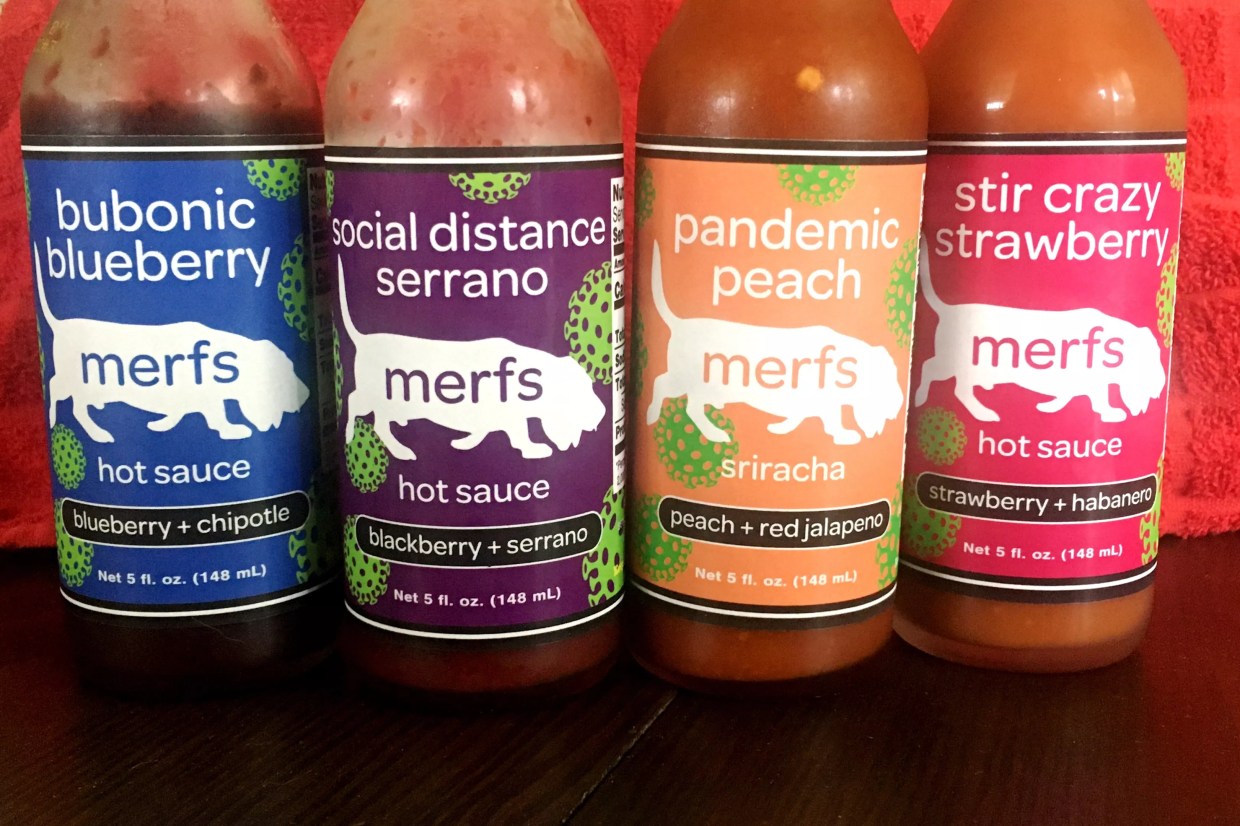 bubonic
blueberry
merfs
hot sauce
blueberry + chipotle
Net 5 fl. oz. (148 mL)
social distance
serrano
merfs
hot sauce
blackberry + serrano
Net 5 fl. oz. (148 mL)
pandemic
peach
merfs
sriracha
peach + red jalapeno
Net 5 fl. oz. (148 mL)
stir crazy
strawberry
merfs
hot sauce
strawberry + habanero
Net 5 fl. oz. (148 mL)